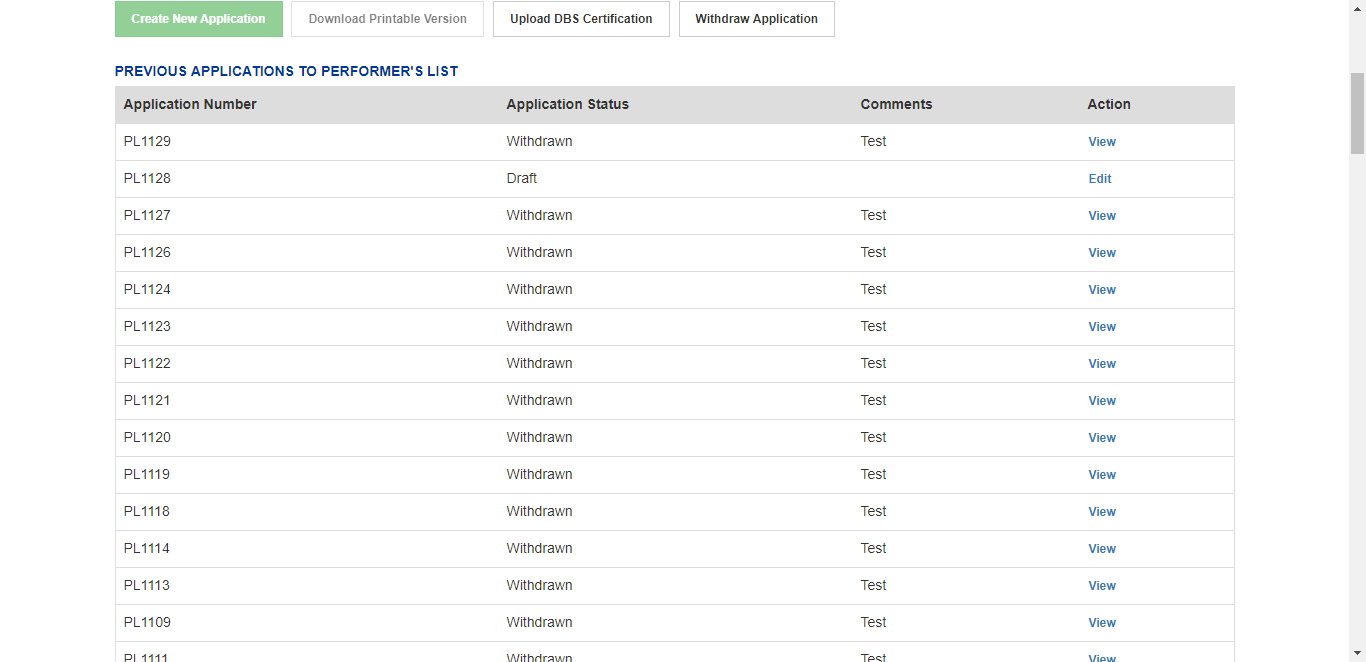 Create New Application Download Printable Version Upload DBS Certification Withdraw Application
PREVIOUS APPLICATIONS TO PERFORMER'S LIST
Application Number Application Status Comments Action
PL1129 Withdrawn Test View
PL1128 Draft Edit
PL1127 Withdrawn Test View
PL1126 Withdrawn Test View
PL1124 Withdrawn Test View
PL1123 Withdrawn Test View
PL1122 Withdrawn Test View
PL1121 Withdrawn Test View
PL1120 Withdrawn Test View
PL1119 Withdrawn Test View
PL1118 Withdrawn Test View
PL1114 Withdrawn Test View
PL1113 Withdrawn Test View
PL1109 Withdrawn Test View
PL1111 Withdrawn Test View